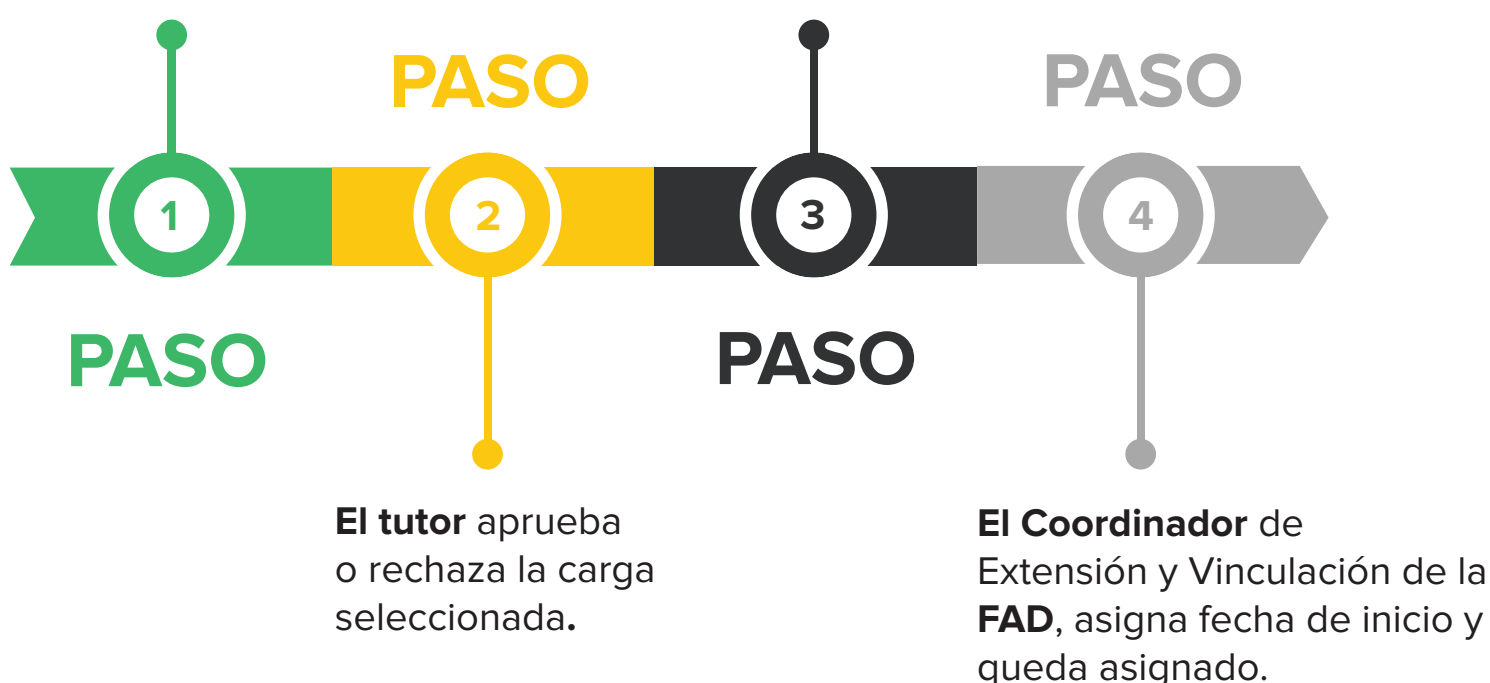 PASO
PASO
1
2
3
4
PASO
PASO
El tutor aprueba
o rechaza la carga
seleccionada.
El Coordinador de
Extensión y Vinculación de la
FAD, asigna fecha de inicio y
queda asignado.